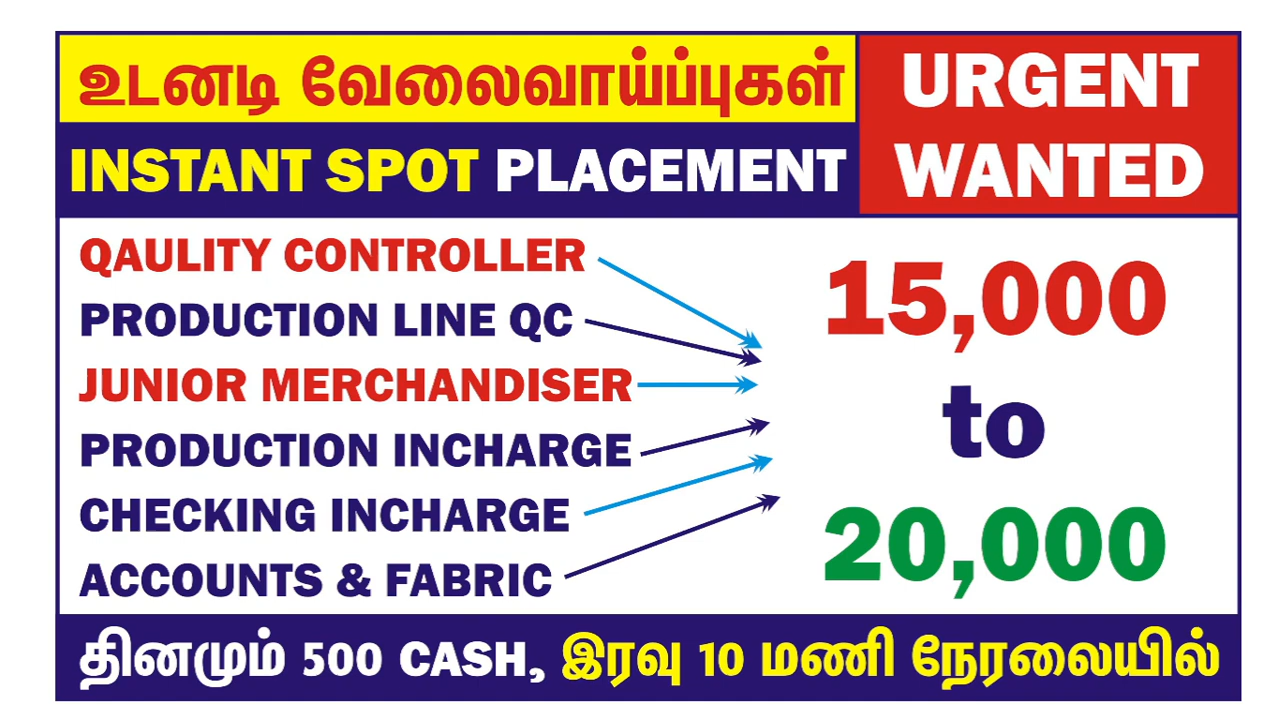 உடனடி வேலைவாய்ப்புகள்
INSTANT SPOT PLACEMENT
URGENT
WANTED
QAULITY CONTROLLER
PRODUCTION LINE QC
JUNIOR MERCHANDISER
PRODUCTION INCHARGE
CHECKING INCHARGE
ACCOUNTS & FABRIC
15,000
to
20,000
தினமும் 500 CASH, இரவு 10 மணி நேரலையில்